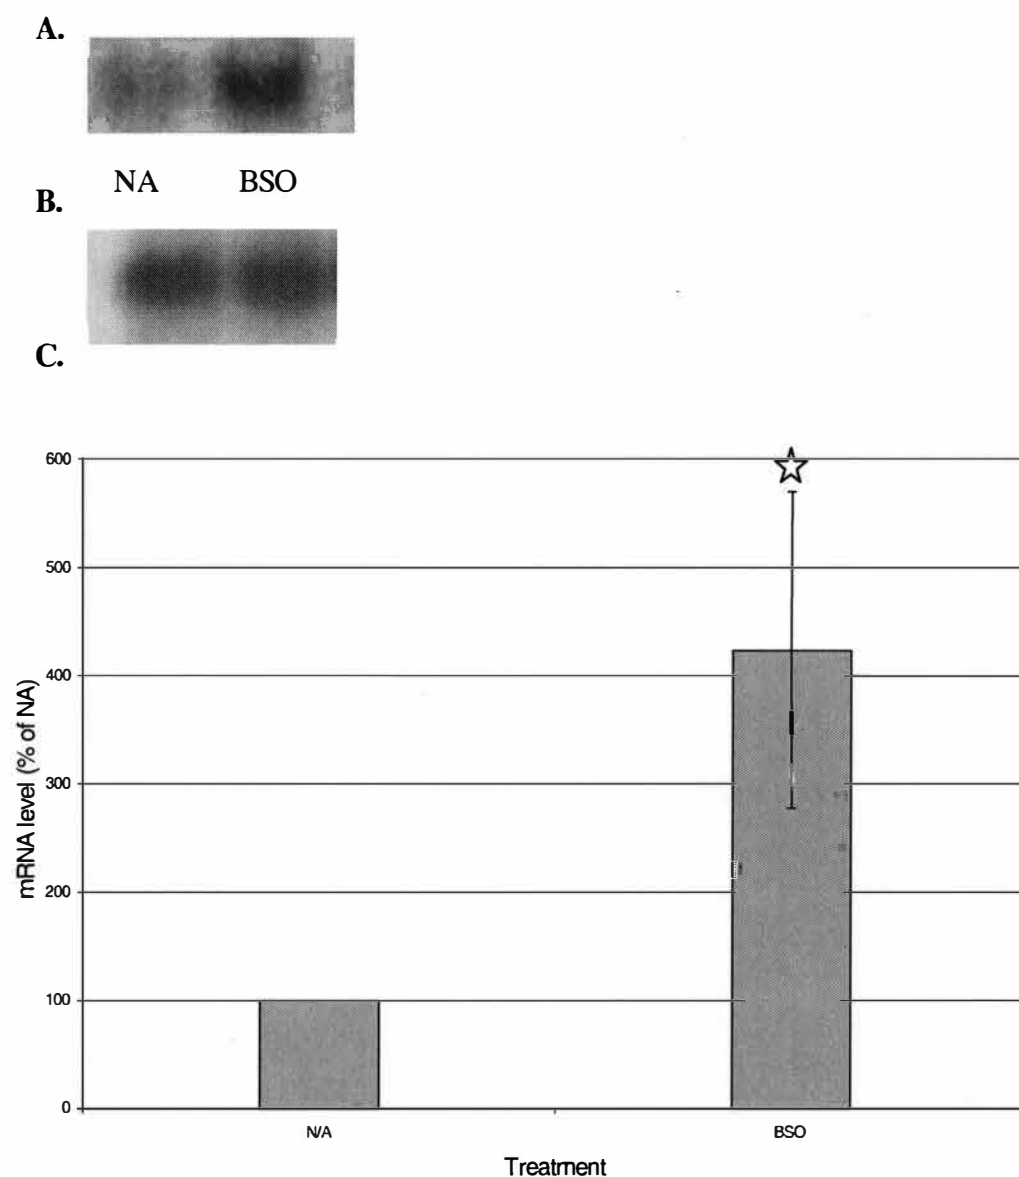 A.
NA BSO
B.
C.
600
500
400
300
200
100
0
mRNA level (% of NA)
N/A BSO
Treatment